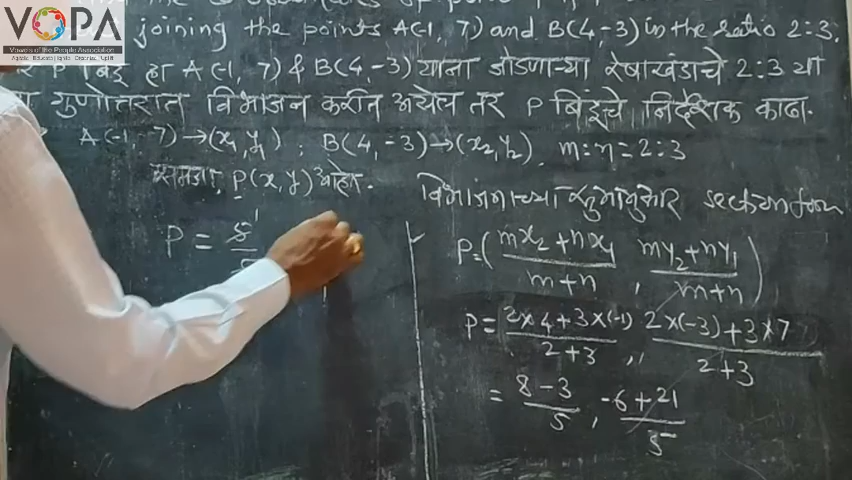 VOPA
Vowels of the People Association
joining the points A(-1, 7) and B(4, -3) in the ratio 2:3.
P बिंदु हा A(-1, 7) & B(4, -3) यांना जोडणाऱ्या रेषाखंडाचे 2:3 या
गुणोत्तरात विभाजन करीत असेल तर P बिंदूचे निर्देशक काढा.
A(-1, 7) → (x₁, y₁) ; B(4, -3) → (x₂, y₂). m:n = 2:3
समजा, P(x, y) आहेत.
विभाजनाच्या सुत्रानुसार section form
P = (mx₂ + nx₁ / m+n , my₂ + ny₁ / m+n)
P = 2×4 + 3×(-1) / 2+3 , 2×(-3) + 3×7 / 2+3
= 8 - 3 / 5 , -6 + 21 / 5
P = 5 1